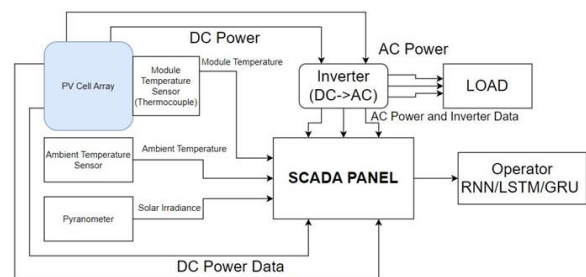 DC Power
AC Power
PV Cell Array
Module
Temperature
Sensor
(Thermocouple)
Module Temperature
Inverter
(DC->AC)
LOAD
AC Power and Inverter Data
Ambient Temperature
Sensor
Ambient Temperature
SCADA PANEL
Operator
RNN/LSTM/GRU
Pyranometer
Solar Irradiance
DC Power Data